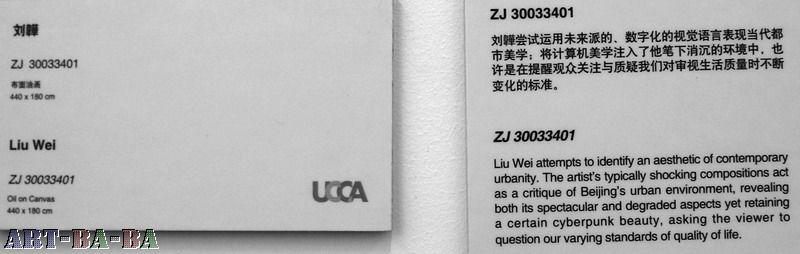 刘韡
ZJ 30033401
布面油画
440 x 180 cm
Liu Wei
ZJ 30033401
Oil on Canvas
440 x 180 cm
UCCA
ART-BA-BA
ZJ 30033401
刘韡尝试运用未来派的、数字化的视觉语言表现当代都
市美学；将计算机美学注入了他笔下消沉的环境中，也
许是在提醒观众关注与质疑我们对审视生活质量时不断
变化的标准。
ZJ 30033401
Liu Wei attempts to identify an aesthetic of contemporary
urbanity. The artist's typically shocking compositions act
as a critique of Beijing's urban environment, revealing
both its spectacular and degraded aspects yet retaining
a certain cyberpunk beauty, asking the viewer to
question our varying standards of quality of life.